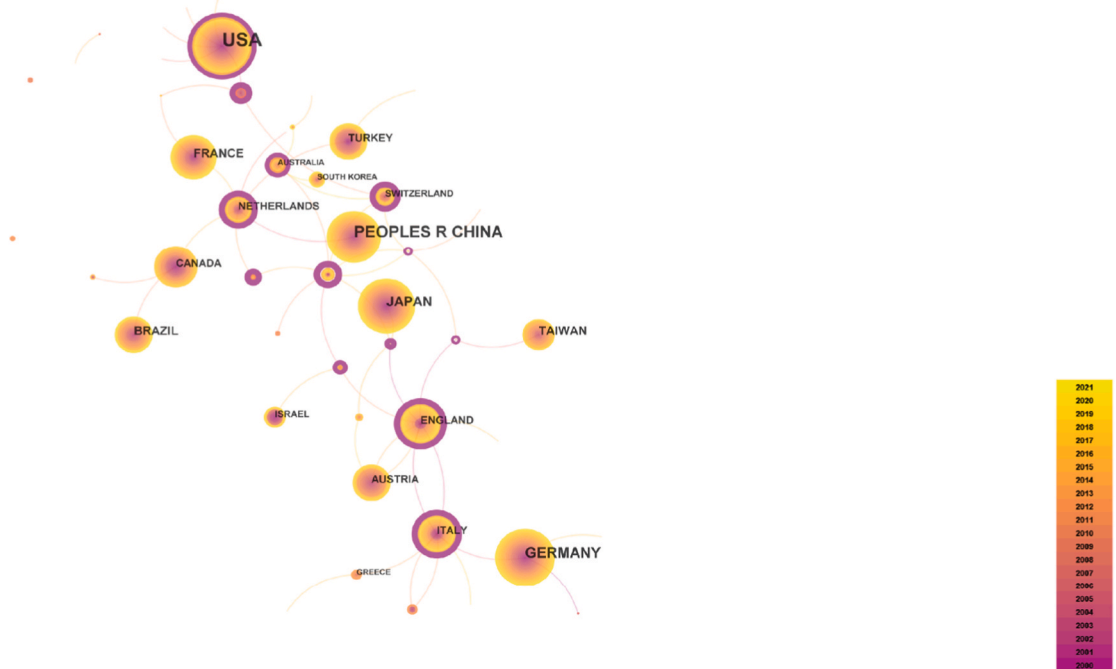 USA
TURKEY
FRANCE
AUSTRALIA
SOUTH KOREA
SWITZERLAND
NETHERLANDS
PEOPLES R CHINA
CANADA
JAPAN
BRAZIL
TAIWAN
ISRAEL
ENGLAND
AUSTRIA
ITALY
GERMANY
GREECE
2021
2020
2019
2018
2017
2016
2015
2014
2013
2012
2011
2010
2009
2008
2007
2006
2005
2004
2003
2002
2001
2000